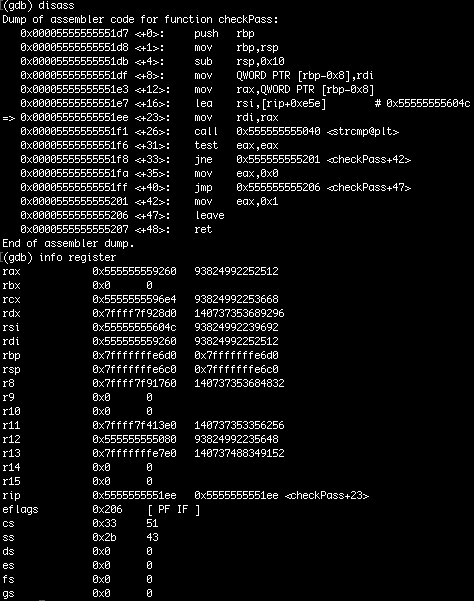 (gdb) disass
Dump of assembler code for function checkPass:
   0x00005555555551d7 <+0>:     push   rbp
   0x00005555555551d8 <+1>:     mov    rbp,rsp
   0x00005555555551db <+4>:     sub    rsp,0x10
   0x00005555555551df <+8>:     mov    QWORD PTR [rbp-0x8],rdi
   0x00005555555551e3 <+12>:    mov    rax,QWORD PTR [rbp-0x8]
   0x00005555555551e7 <+16>:    lea    rsi,[rip+0xe5e]        # 0x55555555604c
=> 0x00005555555551ee <+23>:    mov    rdi,rax
   0x00005555555551f1 <+26>:    call   0x555555555040 <strcmp@plt>
   0x00005555555551f6 <+31>:    test   eax,eax
   0x00005555555551f8 <+33>:    jne    0x555555555201 <checkPass+42>
   0x00005555555551fa <+35>:    mov    eax,0x0
   0x00005555555551ff <+40>:    jmp    0x555555555206 <checkPass+47>
   0x0000555555555201 <+42>:    mov    eax,0x1
   0x0000555555555206 <+47>:    leave
   0x0000555555555207 <+48>:    ret
End of assembler dump.
(gdb) info register
rax            0x555555559260   93824992252512
rbx            0x0      0
rcx            0x5555555596e4   93824992253668
rdx            0x7ffff7f928d0   140737353689296
rsi            0x55555555604c   93824992239692
rdi            0x555555559260   93824992252512
rbp            0x7fffffffe6d0   0x7fffffffe6d0
rsp            0x7fffffffe6c0   0x7fffffffe6c0
r8             0x7ffff7f91760   140737353684832
r9             0x0      0
r10            0x0      0
r11            0x7ffff7f413e0   140737353356256
r12            0x555555555080   93824992235648
r13            0x7fffffffe7e0   140737488349152
r14            0x0      0
r15            0x0      0
rip            0x5555555551ee   0x5555555551ee <checkPass+23>
eflags         0x206    [ PF IF ]
cs             0x33     51
ss             0x2b     43
ds             0x0      0
es             0x0      0
fs             0x0      0
gs             0x0      0